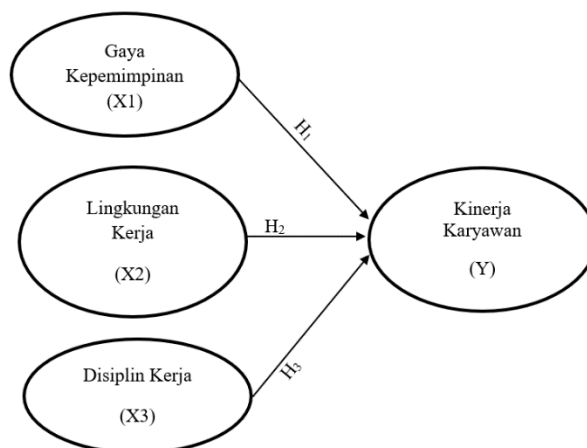 Gaya
Kepemimpinan
(X1)
H₁
Lingkungan
Kerja
(X2)
H₂
Kinerja
Karyawan
(Y)
Disiplin Kerja
(X3)
H₃